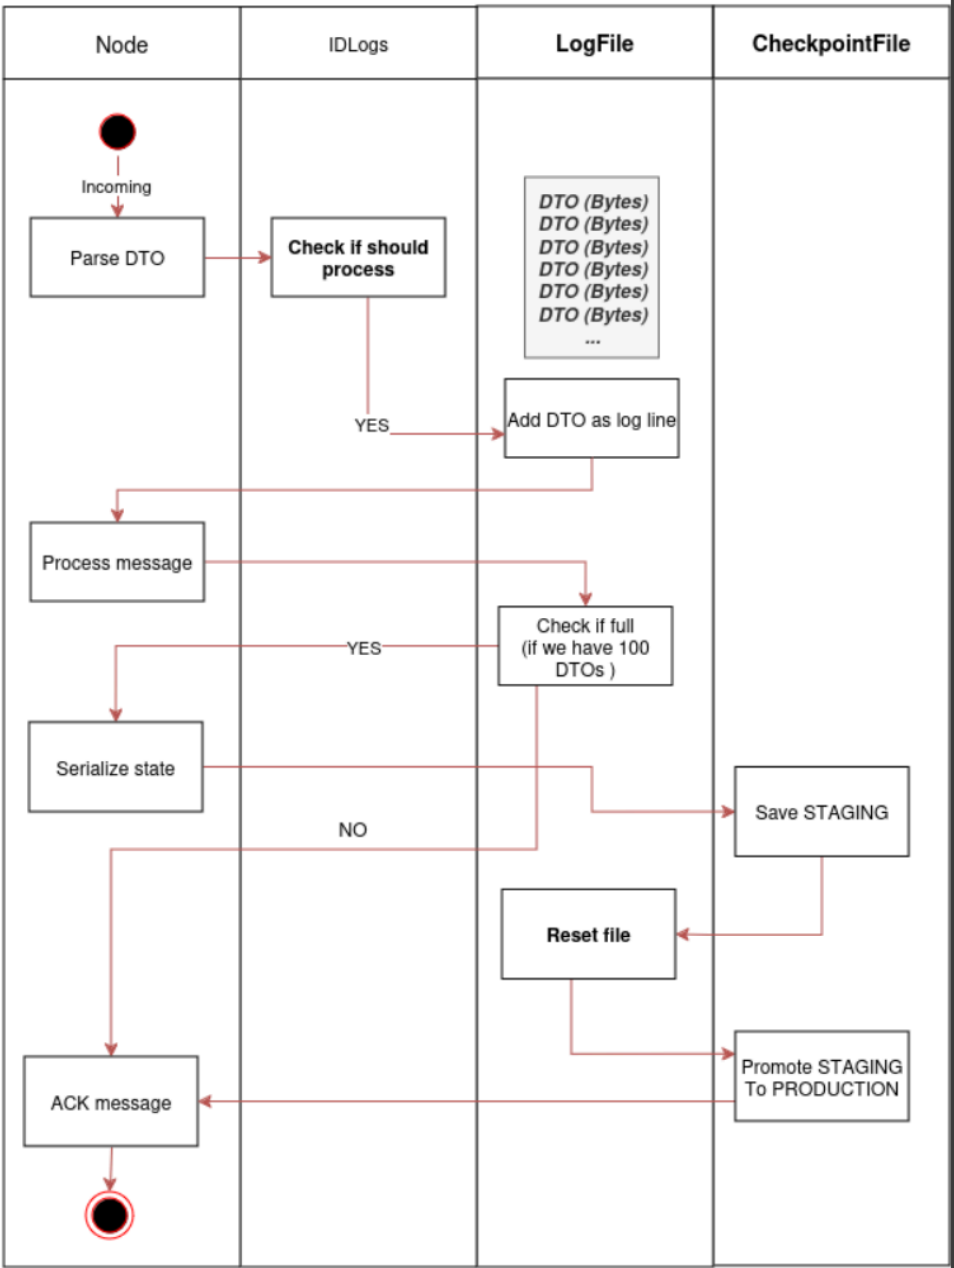 Node
IDLogs
LogFile
CheckpointFile
Incoming
Parse DTO
Check if should
process
DTO (Bytes)
DTO (Bytes)
DTO (Bytes)
DTO (Bytes)
DTO (Bytes)
DTO (Bytes)
...
YES
Add DTO as log line
Process message
Check if full
(if we have 100
DTOs )
YES
Serialize state
Save STAGING
NO
Reset file
Promote STAGING
To PRODUCTION
ACK message